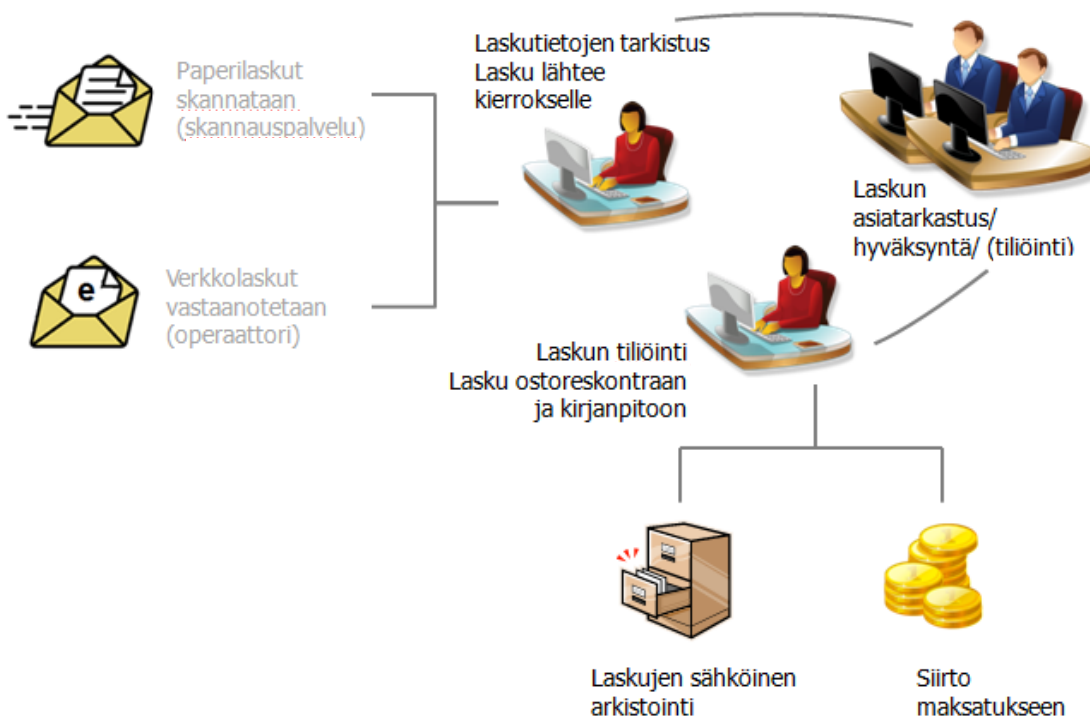 Paperilaskut
skannataan
(skannauspalvelu)
Laskutietojen tarkistus
Lasku lähtee
kierrokselle
Laskun
asiatarkastus/
hyväksyntä/ (tiliöinti)
e
Verkkolaskut
vastaanotetaan
(operaattori)
Laskun tiliöinti
Lasku ostoreskontraan
ja kirjanpitoon
Laskujen sähköinen
arkistointi
Siirto
maksatukseen